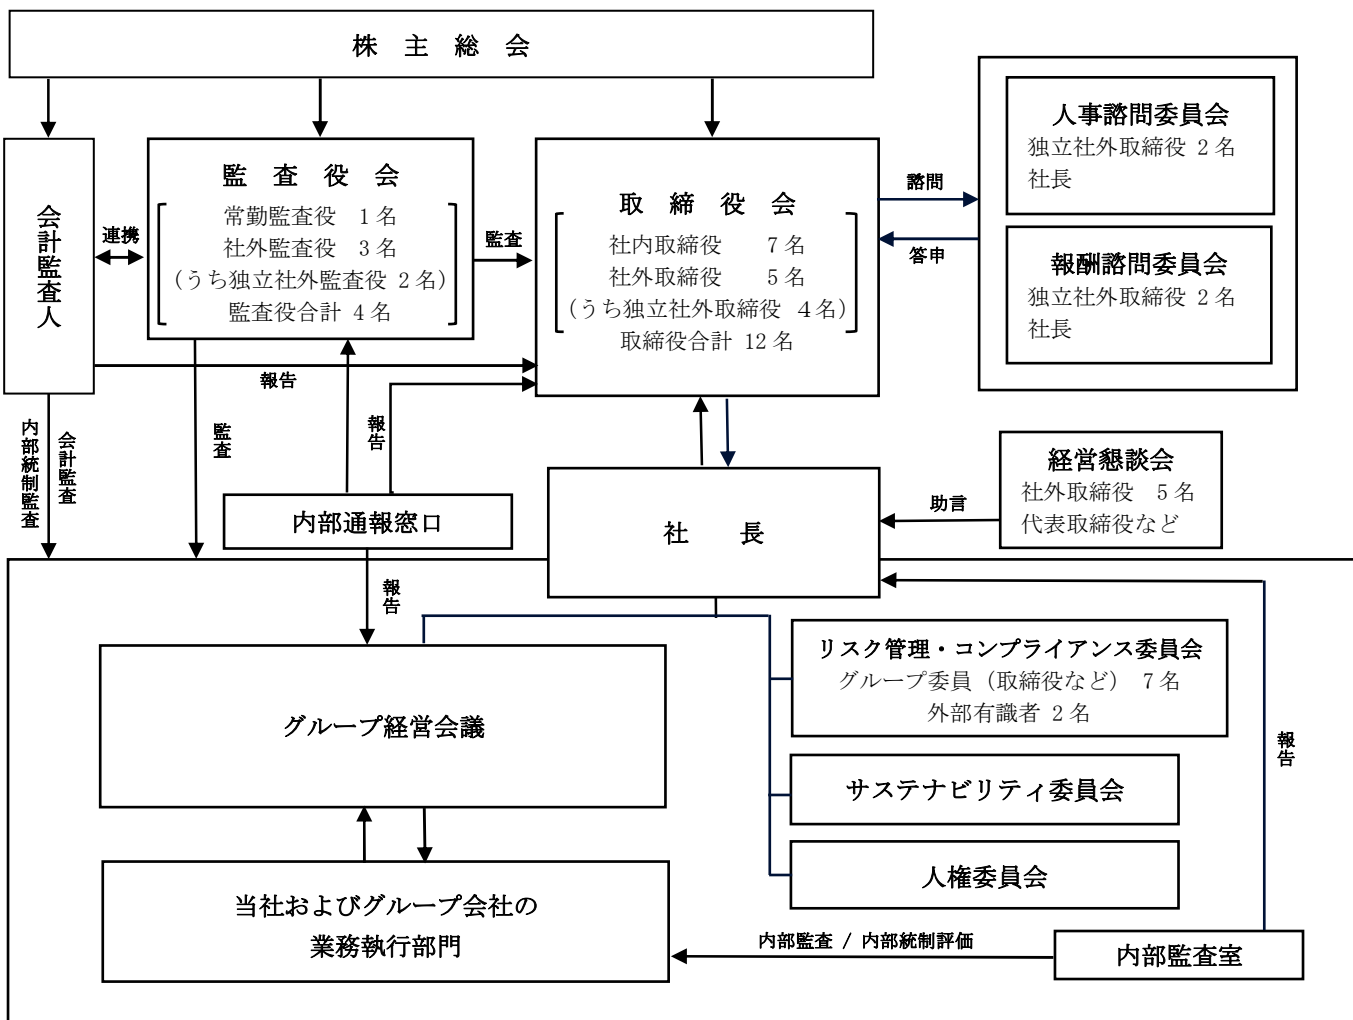 株 主 総 会
会計監査人
連携
監 査 役 会
常勤監査役 1名
社外監査役 3名
(うち独立社外監査役 2名)
監査役合計 4名
監査
取 締 役 会
社内取締役 7名
社外取締役 5名
(うち独立社外取締役 4名)
取締役合計 12名
諮問
答申
人事諮問委員会
独立社外取締役 2名
社長
報酬諮問委員会
独立社外取締役 2名
社長
報告
内部統制監査
会計監査
監査
報告
内部通報窓口
報告
社 長
助言
経営懇談会
社外取締役 5名
代表取締役など
グループ経営会議
リスク管理・コンプライアンス委員会
グループ委員(取締役など) 7名
外部有識者 2名
サステナビリティ委員会
人権委員会
報告
当社およびグループ会社の
業務執行部門
内部監査 / 内部統制評価
内部監査室